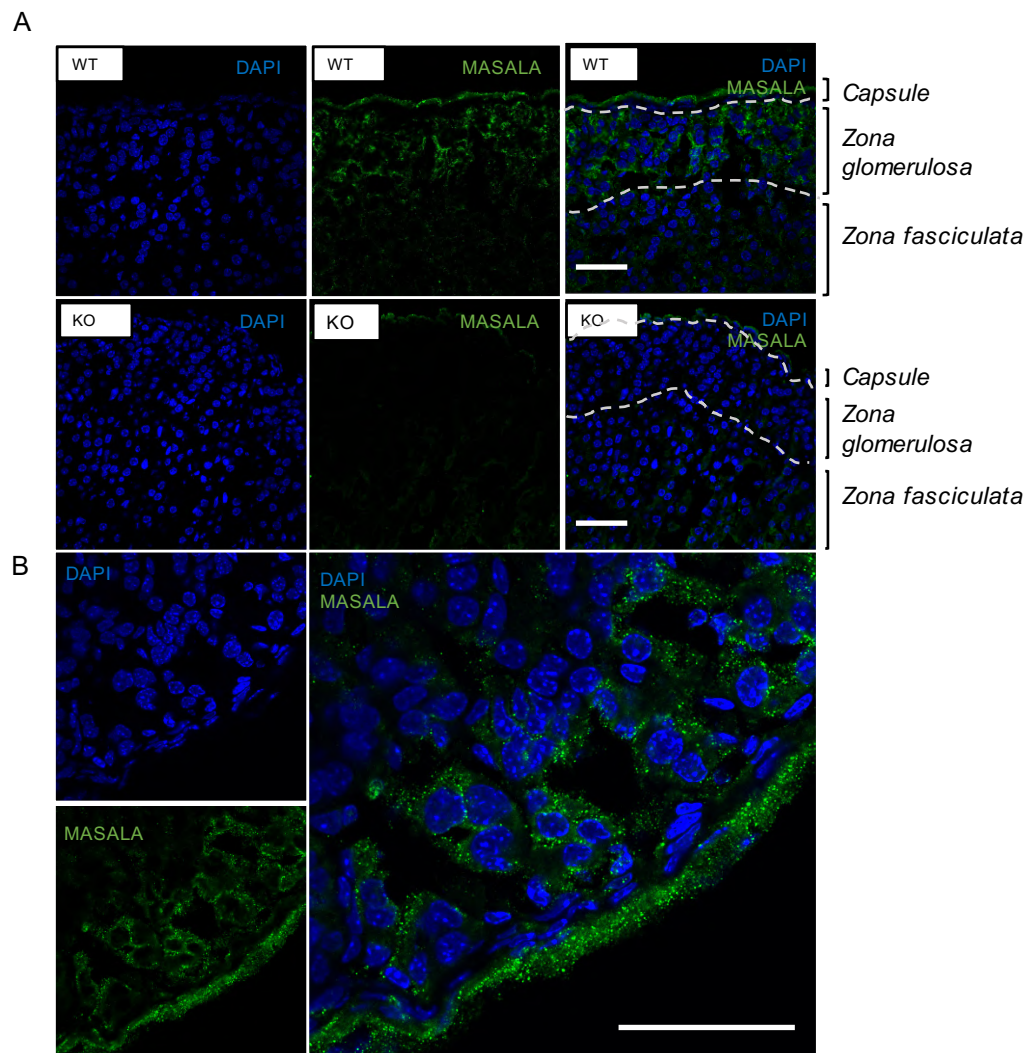 A
WT
DAPI
WT
MASALA
WT
DAPI
MASALA
Capsule
Zona
glomerulosa
Zona fasciculata
KO
DAPI
KO
MASALA
KO
DAPI
MASALA
Capsule
Zona
glomerulosa
Zona fasciculata
B
DAPI
MASALA
DAPI
MASALA